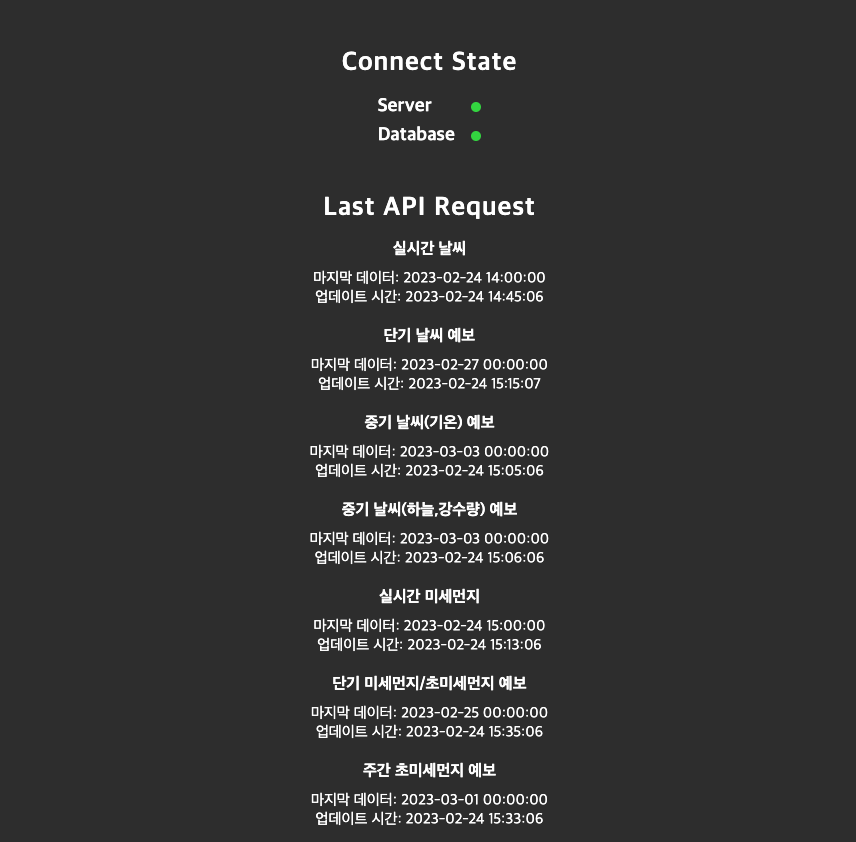 Connect State
Server
Database
Last API Request
실시간 날씨
마지막 데이터: 2023-02-24 14:00:00
업데이트 시간: 2023-02-24 14:45:06
단기 날씨 예보
마지막 데이터: 2023-02-27 00:00:00
업데이트 시간: 2023-02-24 15:15:07
중기 날씨(기온) 예보
마지막 데이터: 2023-03-03 00:00:00
업데이트 시간: 2023-02-24 15:05:06
중기 날씨(하늘,강수량) 예보
마지막 데이터: 2023-03-03 00:00:00
업데이트 시간: 2023-02-24 15:06:06
실시간 미세먼지
마지막 데이터: 2023-02-24 15:00:00
업데이트 시간: 2023-02-24 15:13:06
단기 미세먼지/초미세먼지 예보
마지막 데이터: 2023-02-25 00:00:00
업데이트 시간: 2023-02-24 15:35:06
주간 초미세먼지 예보
마지막 데이터: 2023-03-01 00:00:00
업데이트 시간: 2023-02-24 15:33:06